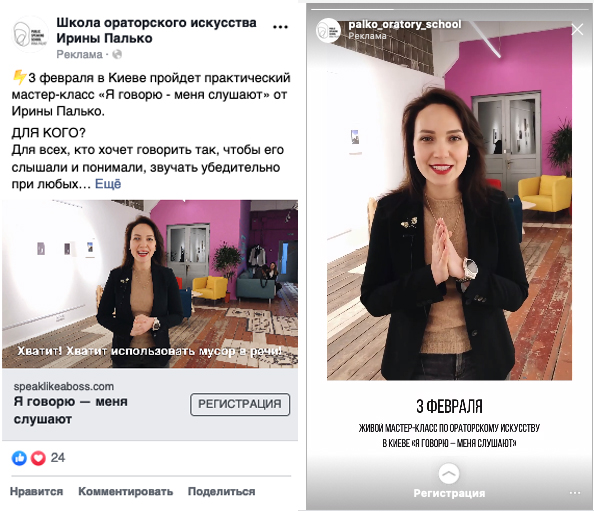 Школа ораторского искусства
Ирины Палько
Реклама ·
⚡3 февраля в Киеве пройдет практический
мастер-класс «Я говорю - меня слушают» от
Ирины Палько.
ДЛЯ КОГО?
Для всех, кто хочет говорить так, чтобы его
слышали и понимали, звучать убедительно
при любых... Ещё
Хватит! Хватит использовать мусор в речи!
speaklikeaboss.com
Я говорю — меня
слушают
РЕГИСТРАЦИЯ
24
Нравится Комментировать Поделиться
palko_oratory_school
Реклама
3 ФЕВРАЛЯ
ЖИВОЙ МАСТЕР-КЛАСС ПО ОРАТОРСКОМУ ИСКУССТВУ
В КИЕВЕ «Я ГОВОРЮ – МЕНЯ СЛУШАЮТ»
Регистрация